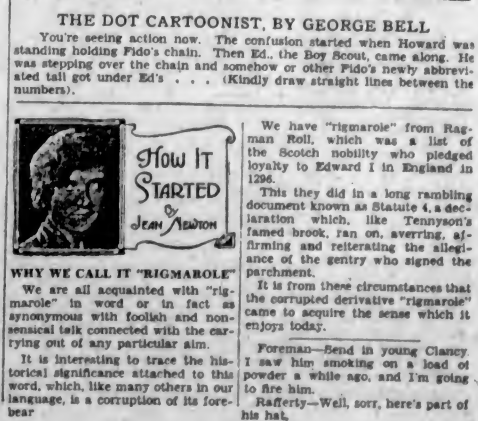 THE DOT CARTOONIST, BY GEORGE BELL
You're seeing action now. The confusion started when Howard was
standing holding Fido's chain. Then Ed., the Boy Scout, came along. He
was stepping over the chain and somehow or other Fido's newly abbrevi-
ated tail got under Ed's . . . (Kindly draw straight lines between the
numbers).
HOW IT
STARTED
By
JEAN NEWTON
WHY WE CALL IT "RIGMAROLE"
We are all acquainted with "rig-
marole" in word or in fact as
synonymous with foolish and non-
sensical talk connected with the car-
rying out of any particular aim.
It is interesting to trace the his-
torical significance attached to this
word, which, like many others in our
language, is a corruption of its fore-
bear
We have "rigmarole" from Rag-
man Roll, which was a list of
the Scotch nobility who pledged
loyalty to Edward I in England in
1296.
This they did in a long rambling
document known as Statute 4, a dec-
laration which, like Tennyson's
famed brook, ran on, averring, af-
firming and reiterating the allegi-
ance of the gentry who signed the
parchment.
It is from these circumstances that
the corrupted derivative "rigmarole"
came to acquire the sense which it
enjoys today.
Foreman—Send in young Clancy.
I saw him smoking on a load of
powder a while ago, and I'm going
to fire him.
Rafferty—Well, sorr, here's part of
his hat.